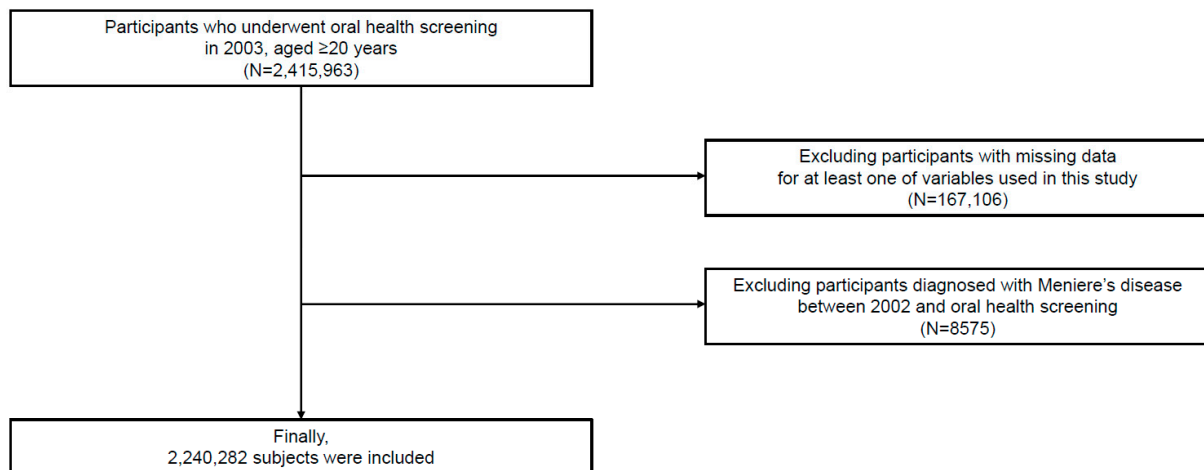 Participants who underwent oral health screening
in 2003, aged ≥20 years
(N=2,415,963)
Excluding participants with missing data
for at least one of variables used in this study
(N=167,106)
Excluding participants diagnosed with Meniere’s disease
between 2002 and oral health screening
(N=8575)
Finally,
2,240,282 subjects were included